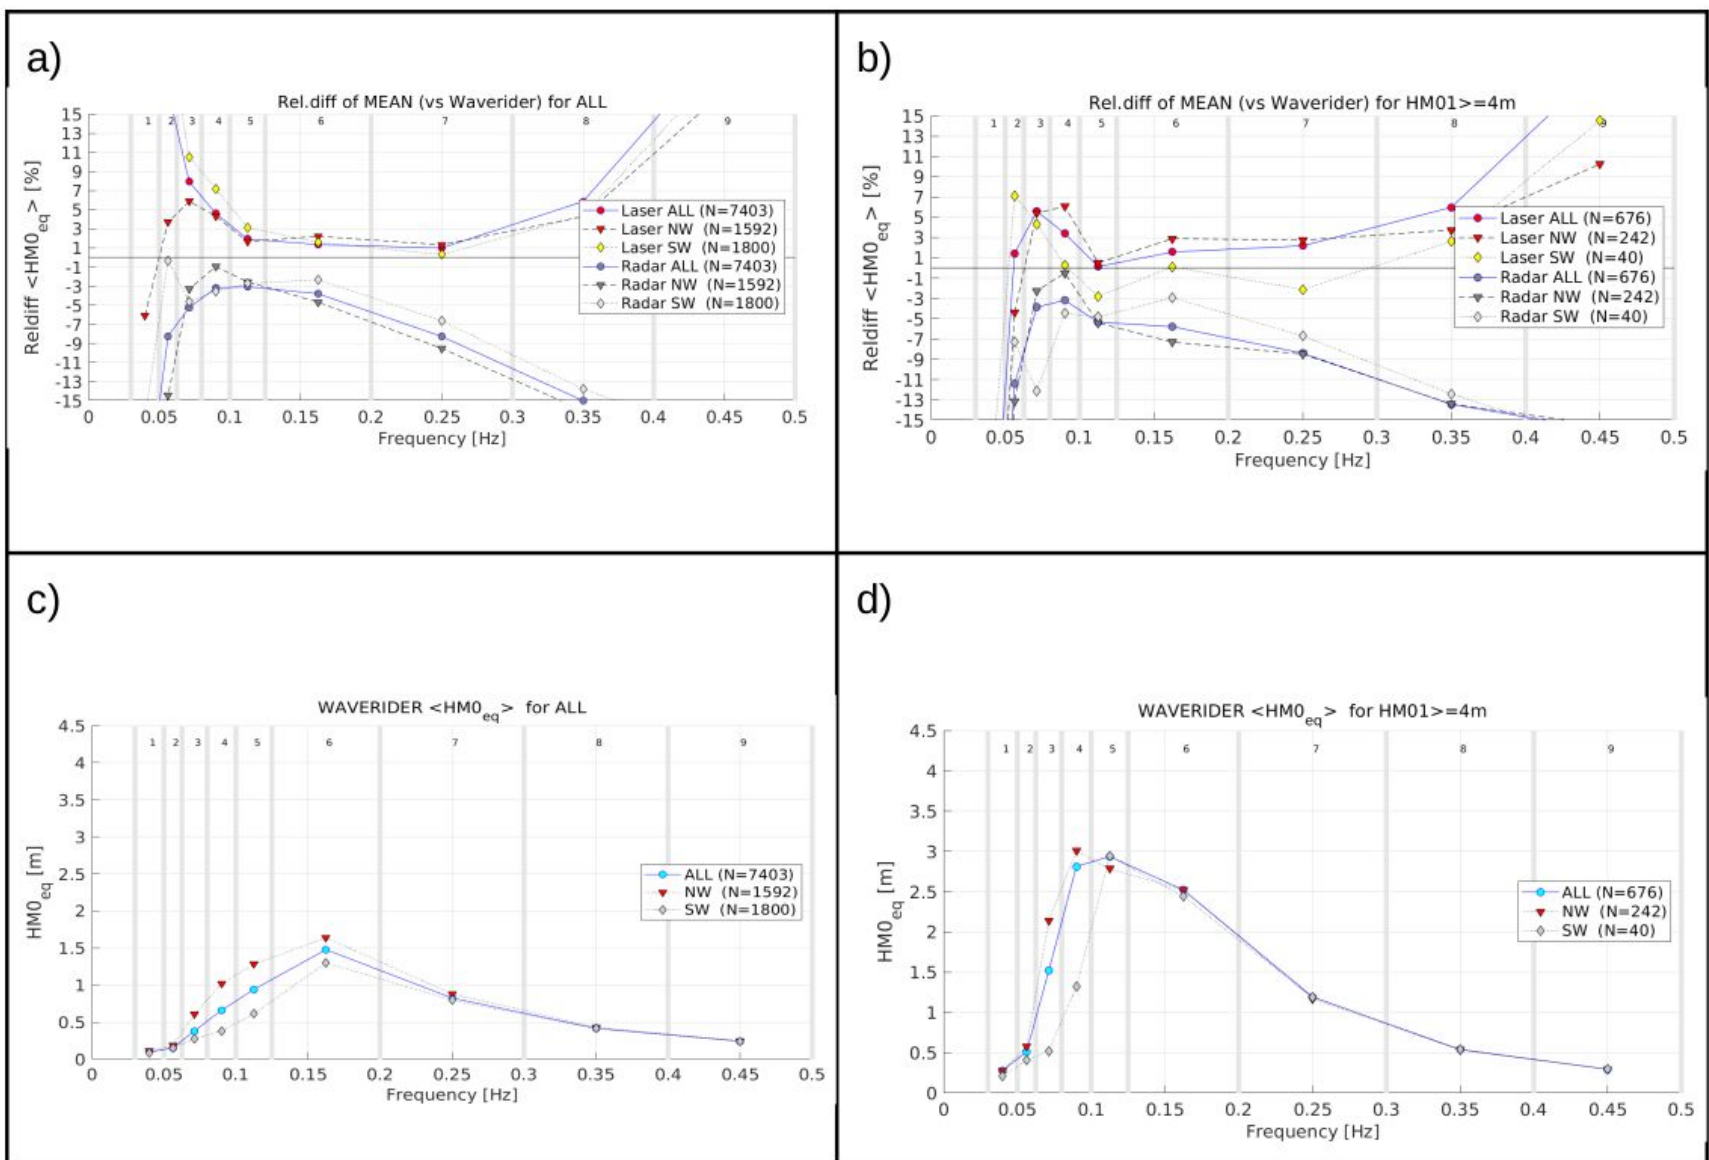 a)
Rel.diff of MEAN (vs Waverider) for ALL
15
13
11
9
7
5
3
1
-1
-3
-5
-7
-9
-11
-13
-15
Reldiff <HM0eq> [%]
1 2 3 4 5 6 7 8 9
Laser ALL (N=7403)
Laser NW (N=1592)
Laser SW (N=1800)
Radar ALL (N=7403)
Radar NW (N=1592)
Radar SW (N=1800)
0 0.05 0.1 0.15 0.2 0.25 0.3 0.35 0.4 0.45 0.5
Frequency [Hz]
b)
Rel.diff of MEAN (vs Waverider) for HM01>=4m
15
13
11
9
7
5
3
1
-1
-3
-5
-7
-9
-11
-13
-15
Reldiff <HM0eq> [%]
1 2 3 4 5 6 7 8 9
Laser ALL (N=676)
Laser NW (N=242)
Laser SW (N=40)
Radar ALL (N=676)
Radar NW (N=242)
Radar SW (N=40)
0 0.05 0.1 0.15 0.2 0.25 0.3 0.35 0.4 0.45 0.5
Frequency [Hz]
c)
WAVERIDER <HM0eq> for ALL
4.5
4
3.5
3
2.5
2
1.5
1
0.5
0
HM0eq [m]
1 2 3 4 5 6 7 8 9
ALL (N=7403)
NW (N=1592)
SW (N=1800)
0 0.05 0.1 0.15 0.2 0.25 0.3 0.35 0.4 0.45 0.5
Frequency [Hz]
d)
WAVERIDER <HM0eq> for HM01>=4m
4.5
4
3.5
3
2.5
2
1.5
1
0.5
0
HM0eq [m]
1 2 3 4 5 6 7 8 9
ALL (N=676)
NW (N=242)
SW (N=40)
0 0.05 0.1 0.15 0.2 0.25 0.3 0.35 0.4 0.45 0.5
Frequency [Hz]